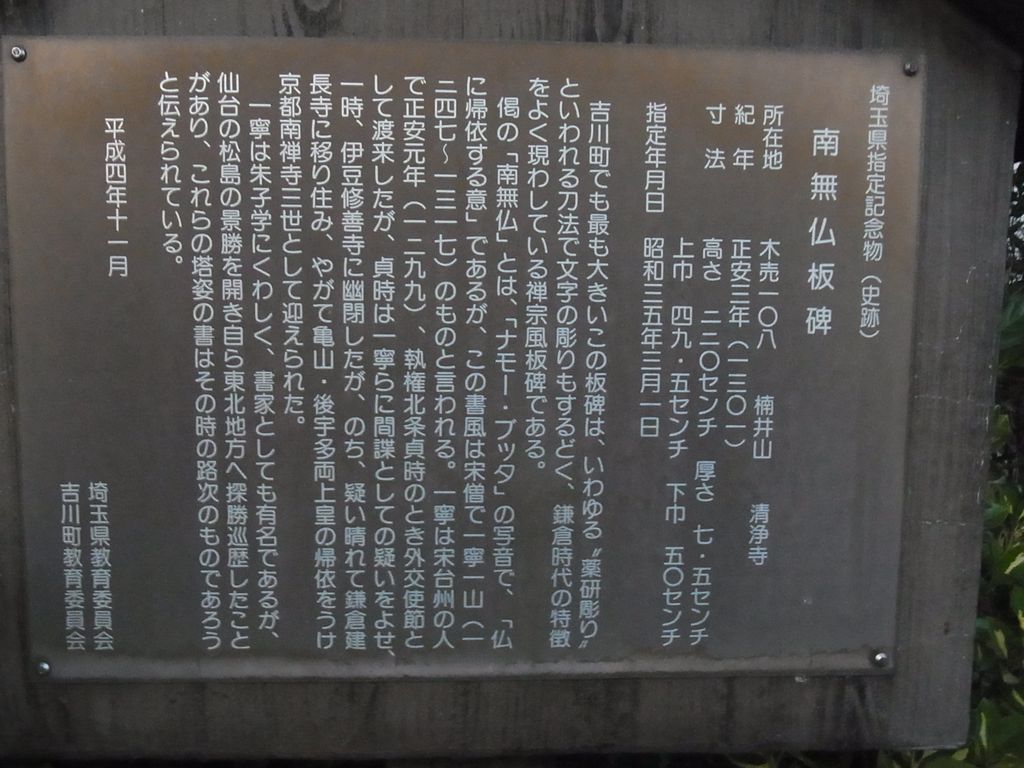 埼玉県指定記念物（史跡）
南無仏板碑
所在地　木売一〇八　楠井山　清浄寺
紀年　正安三年（一三〇一）
寸法　高さ　二二〇センチ　厚さ　七・五センチ
上巾　四九・五センチ　下巾　五〇センチ
指定年月日　昭和二五年三月一日
吉川町でも最も大きいこの板碑は、いわゆる〝薬研彫り〟
といわれる刀法で文字の彫りもするどく、鎌倉時代の特徴
をよく現わしている禅宗風板碑である。
偈の「南無仏」とは、「ナモー・ブッタ」の写音で、「仏
に帰依する意」であるが、この書風は宋僧で一寧一山（一
二四七～一三一七）のものと言われる。一寧は宋台州の人
で正安元年（一二九九）、執権北条貞時のとき外交使節と
して渡来したが、貞時は一寧らに間諜としての疑いをよせ、
一時、伊豆修善寺に幽閉したが、のち、疑い晴れて鎌倉建
長寺に移り住み、やがて亀山・後宇多両上皇の帰依をうけ
京都南禅寺三世として迎えられた。
一寧は朱子学にくわしく、書家としても有名であるが、
仙台の松島の景勝を開き自ら東北地方へ探勝巡歴したこと
があり、これらの塔姿の書はその時の路次のものであろう
と伝えられている。
平成四年十一月
埼玉県教育委員会
吉川町教育委員会